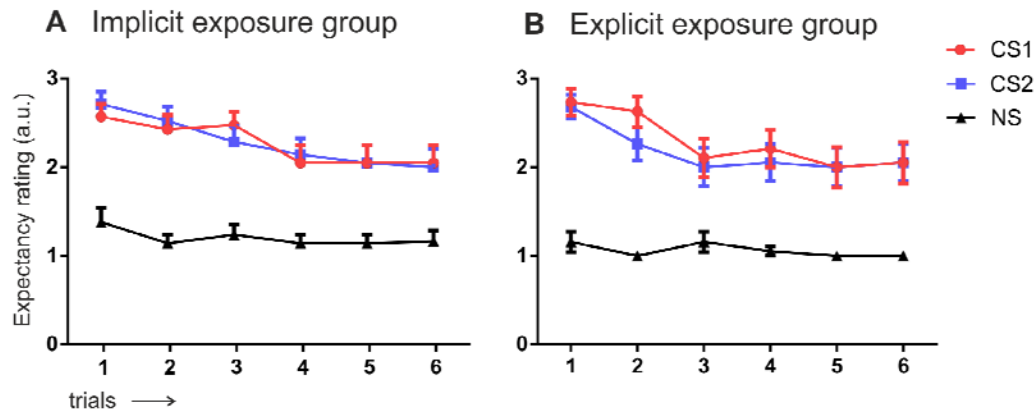 A Implicit exposure group
B Explicit exposure group
CS1
CS2
NS
Expectancy rating (a.u.)
3
2
1
0
1 2 3 4 5 6
trials
3
2
1
0
1 2 3 4 5 6